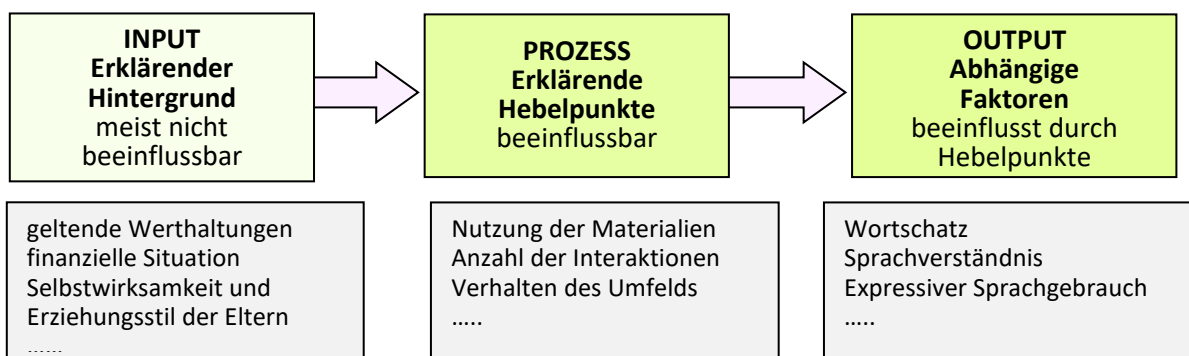 INPUT
Erklärender
Hintergrund
meist nicht
beeinflussbar
PROZESS
Erklärende
Hebelpunkte
beeinflussbar
OUTPUT
Abhängige
Faktoren
beeinflusst durch
Hebelpunkte
geltende Werthaltungen
finanzielle Situation
Selbstwirksamkeit und
Erziehungsstil der Eltern
......
Nutzung der Materialien
Anzahl der Interaktionen
Verhalten des Umfelds
.....
Wortschatz
Sprachverständnis
Expressiver Sprachgebrauch
.....